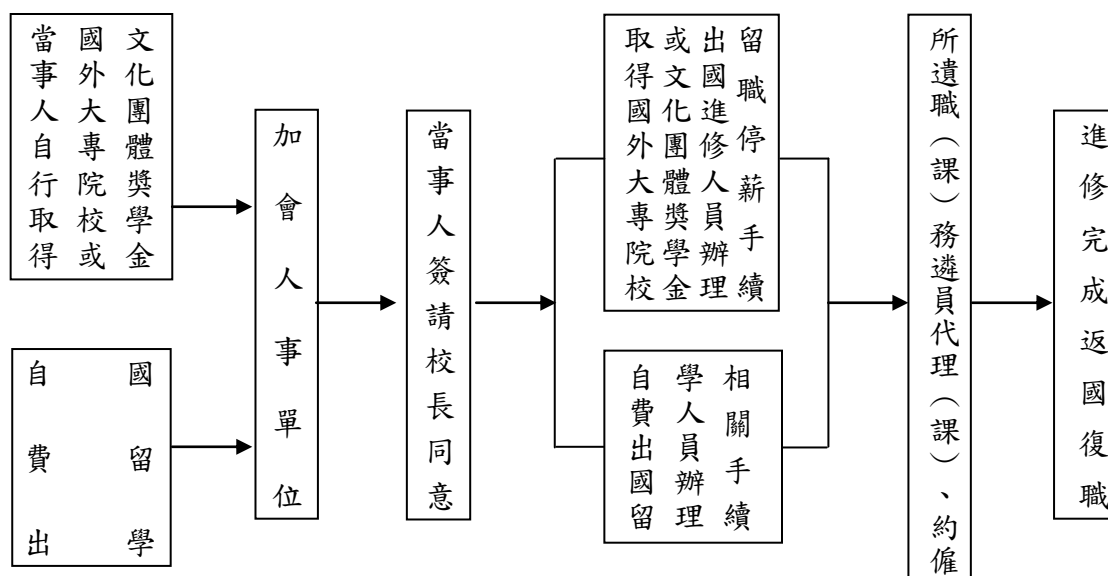 當事人自行取得
國外大專院校或
文化團體獎學金
自費出
國留學
加會人事單位
當事人簽請校長同意
取得國外大專院校
或文化團體獎學金
出國進修人員辦理
留職停薪手續
自費出國留
學人員辦理
相關手續
所遺職（課）務遴員代理（課）、約僱
進修完成返國復職